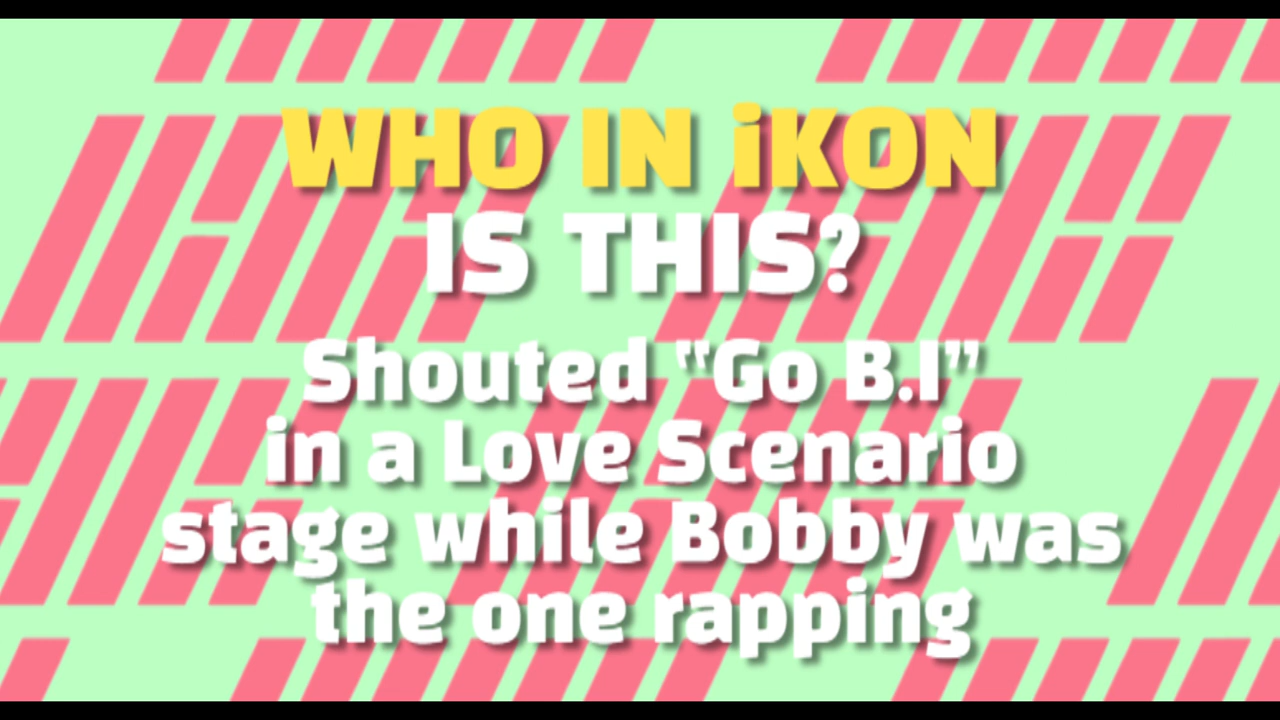 WHO IN iKON
IS THIS?
Shouted “Go B.I”
in a Love Scenario
stage while Bobby was
the one rapping